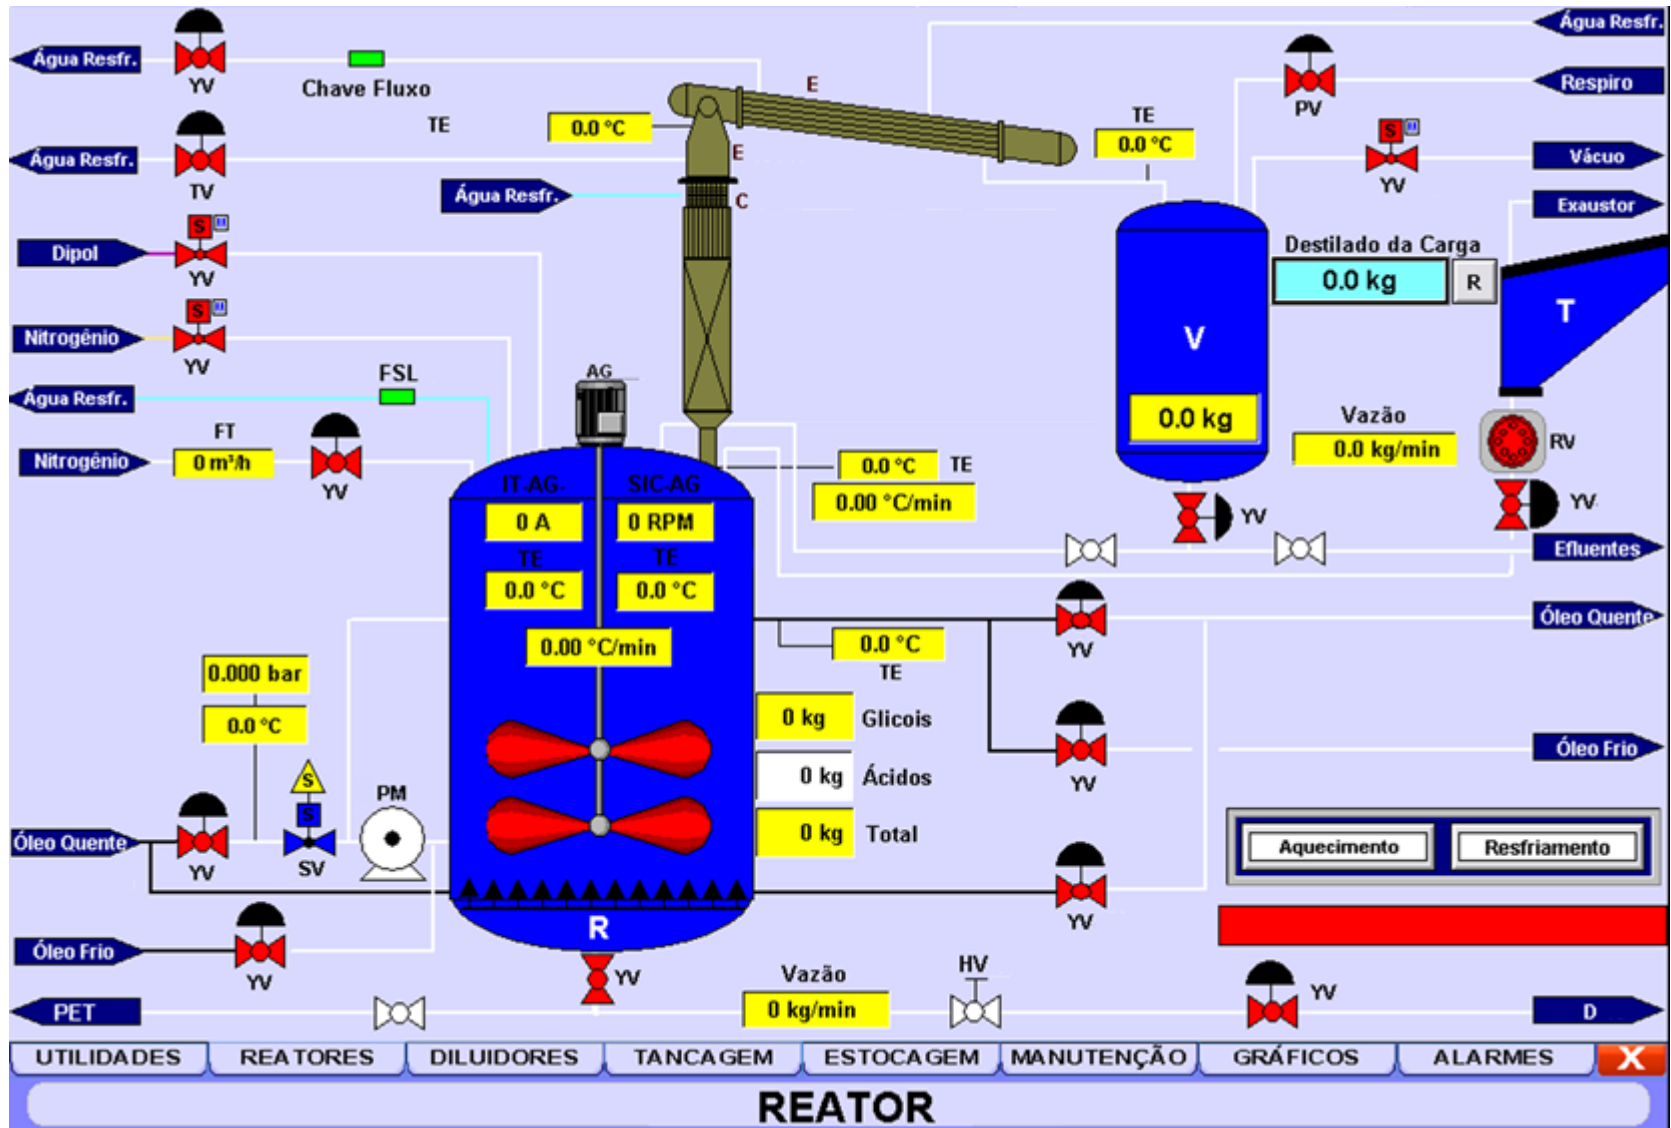 Água Resfr.
Água Resfr.
YV
Chave Fluxo
E
PV
Respiro
TE
0.0 °C
TE
0.0 °C
S
Vácuo
YV
Água Resfr.
TV
E
Água Resfr.
C
Exaustor
S
Dipol
YV
Destilado da Carga
0.0 kg
R
T
S
Nitrogênio
YV
V
FSL
AG
Água Resfr.
0.0 kg
Vazão
0.0 kg/min
RV
FT
Nitrogênio
0 m³/h
YV
0.0 °C
TE
0.00 °C/min
IT-AG-
SIC-AG
0 A
0 RPM
YV
YV
TE
TE
Efluentes
0.0 °C
0.0 °C
Óleo Quente
YV
0.00 °C/min
0.0 °C
TE
0.000 bar
0.0 °C
0 kg
Glicois
Óleo Frio
YV
0 kg
Ácidos
S
S
PM
0 kg
Total
Óleo Quente
YV
SV
Aquecimento
Resfriamento
YV
R
Óleo Frio
YV
YV
Vazão
HV
YV
PET
0 kg/min
D
UTILIDADES
REATORES
DILUIDORES
TANCAGEM
ESTOCAGEM
MANUTENÇÃO
GRÁFICOS
ALARMES
X
REATOR